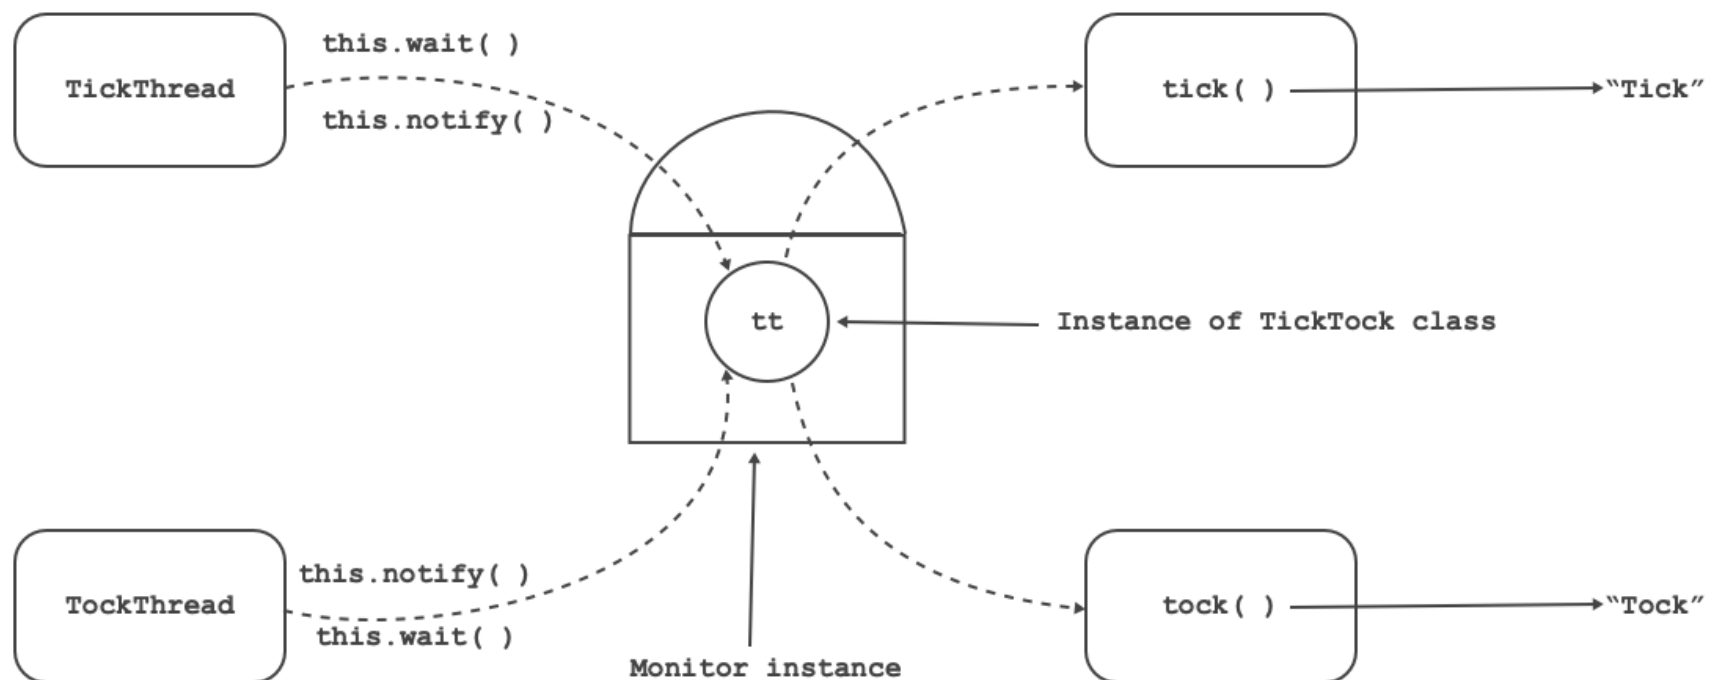 this.wait( )
TickThread
this.notify( )
tick( )
“Tick”
tt
Instance of TickTock class
this.notify( )
TockThread
this.wait( )
tock( )
“Tock”
Monitor instance